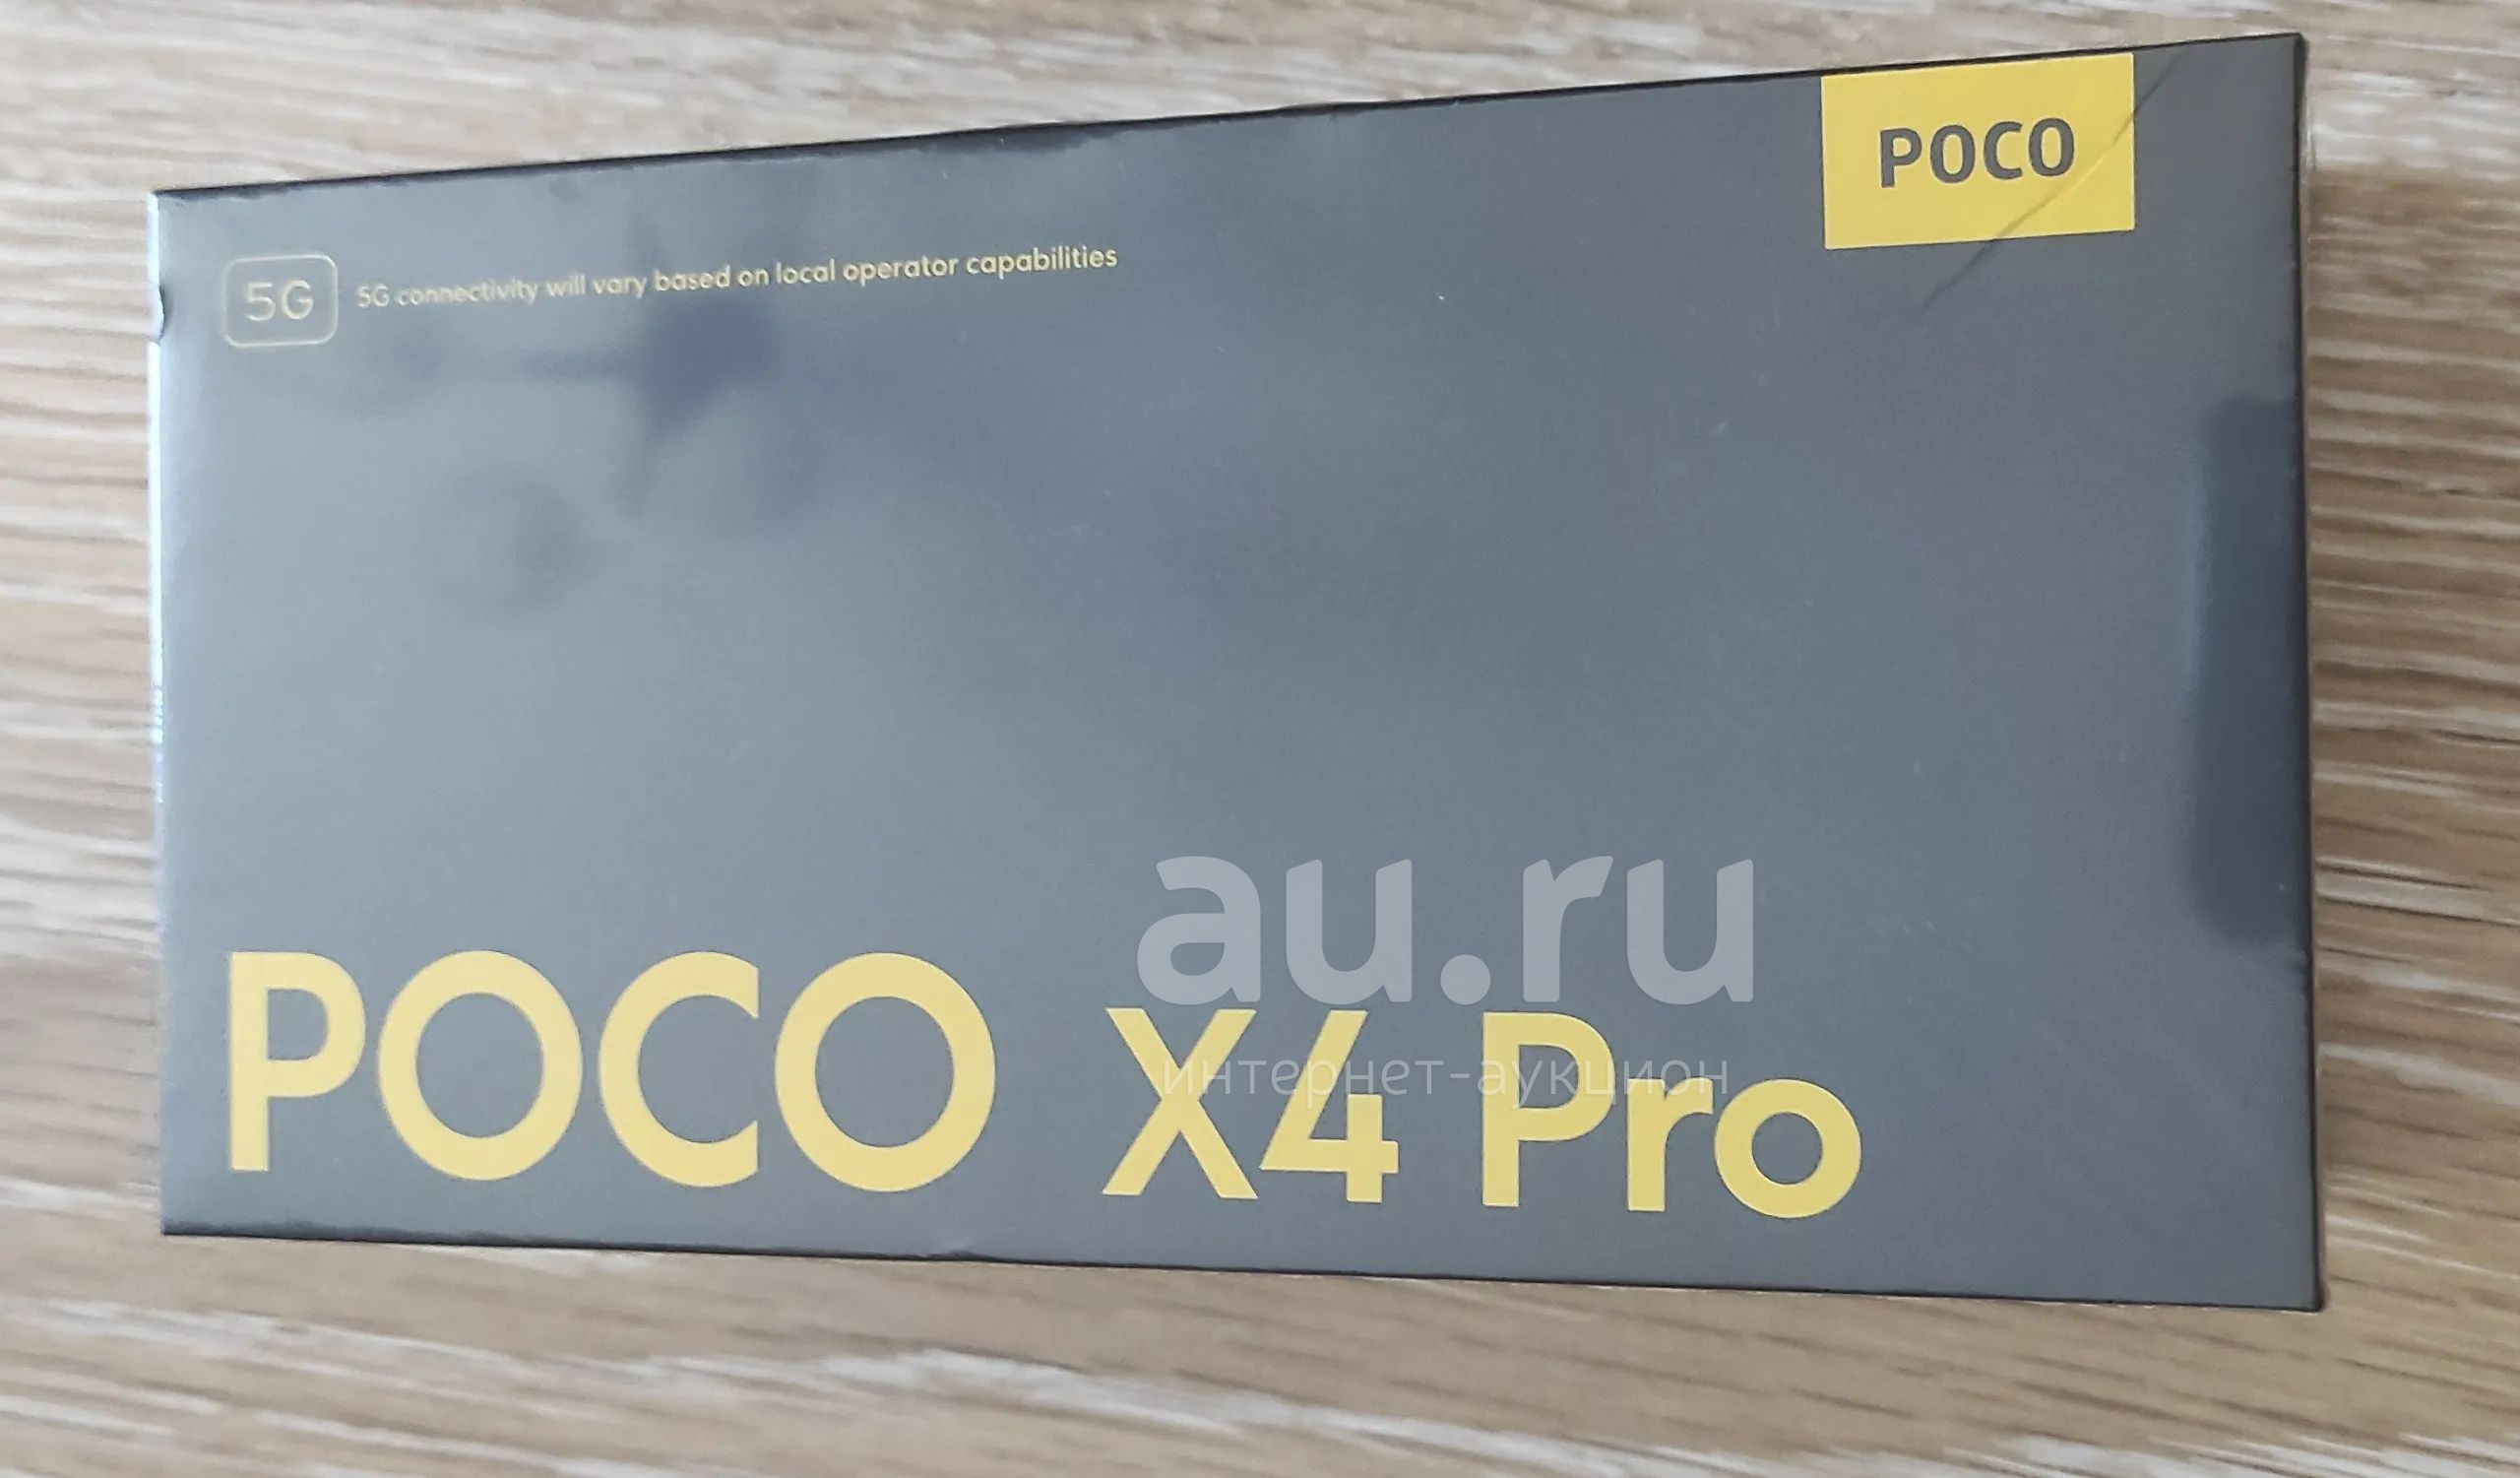 POCO
5G 5G connectivity will vary based on local operator capabilities
au.ru
POCO X4 Pro
интернет-аукцион